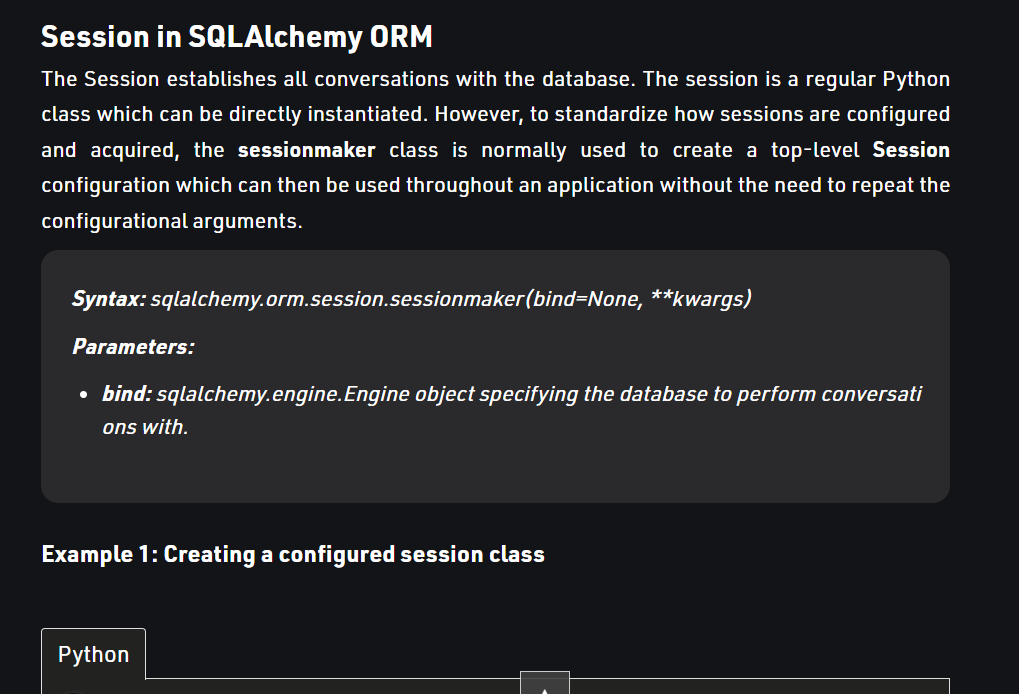 Session in SQLAlchemy ORM
The Session establishes all conversations with the database. The session is a regular Python
class which can be directly instantiated. However, to standardize how sessions are configured
and acquired, the sessionmaker class is normally used to create a top-level Session
configuration which can then be used throughout an application without the need to repeat the
configurational arguments.
Syntax: sqlalchemy.orm.session.sessionmaker(bind=None, **kwargs)
Parameters:
• bind: sqlalchemy.engine.Engine object specifying the database to perform conversati
ons with.
Example 1: Creating a configured session class
Python